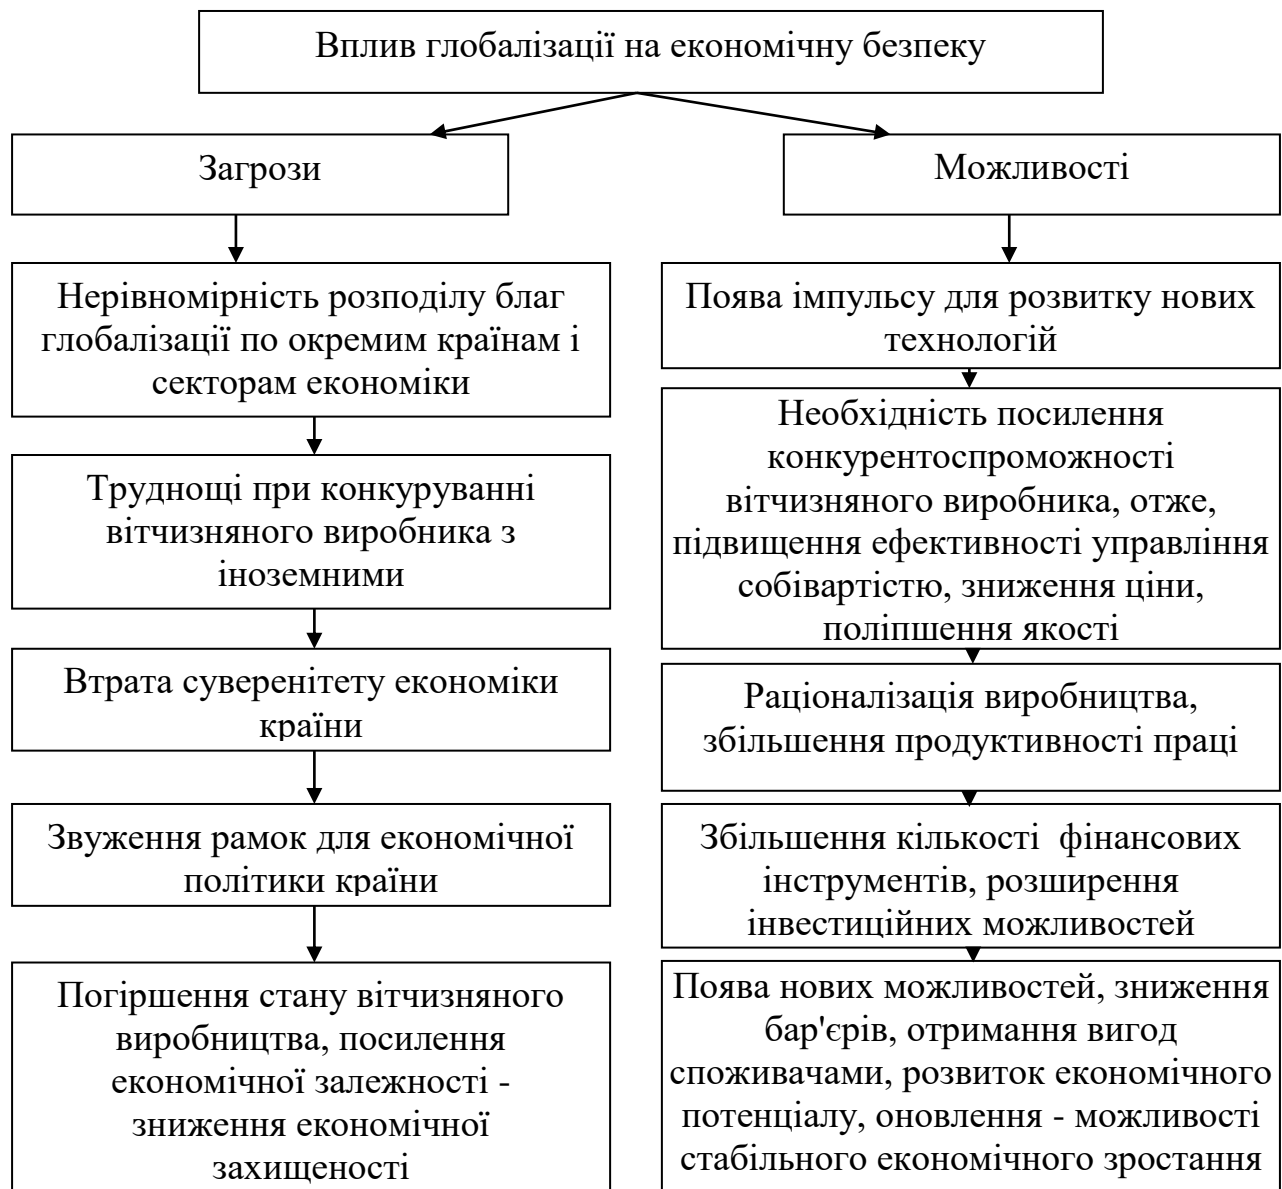 Вплив глобалізації на економічну безпеку
Загрози
Можливості
Нерівномірність розподілу благ
глобалізації по окремим країнам і
секторам економіки
Труднощі при конкуруванні
вітчизняного виробника з
іноземними
Втрата суверенітету економіки
країни
Звуження рамок для економічної
політики країни
Погіршення стану вітчизняного
виробництва, посилення
економічної залежності -
зниження економічної
захищеності
Поява імпульсу для розвитку нових
технологій
Необхідність посилення
конкурентоспроможності
вітчизняного виробника, отже,
підвищення ефективності управління
собівартістю, зниження ціни,
поліпшення якості
Раціоналізація виробництва,
збільшення продуктивності праці
Збільшення кількості  фінансових
інструментів, розширення
інвестиційних можливостей
Поява нових можливостей, зниження
бар'єрів, отримання вигод
споживачами, розвиток економічного
потенціалу, оновлення - можливості
стабільного економічного зростання